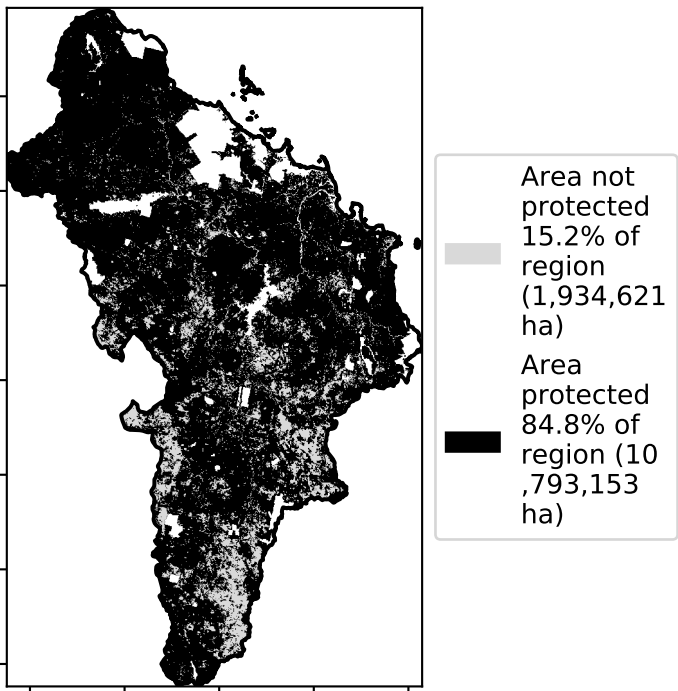 Area not
protected
15.2% of
region
(1,934,621
ha)
Area
protected
84.8% of
region (10
,793,153
ha)